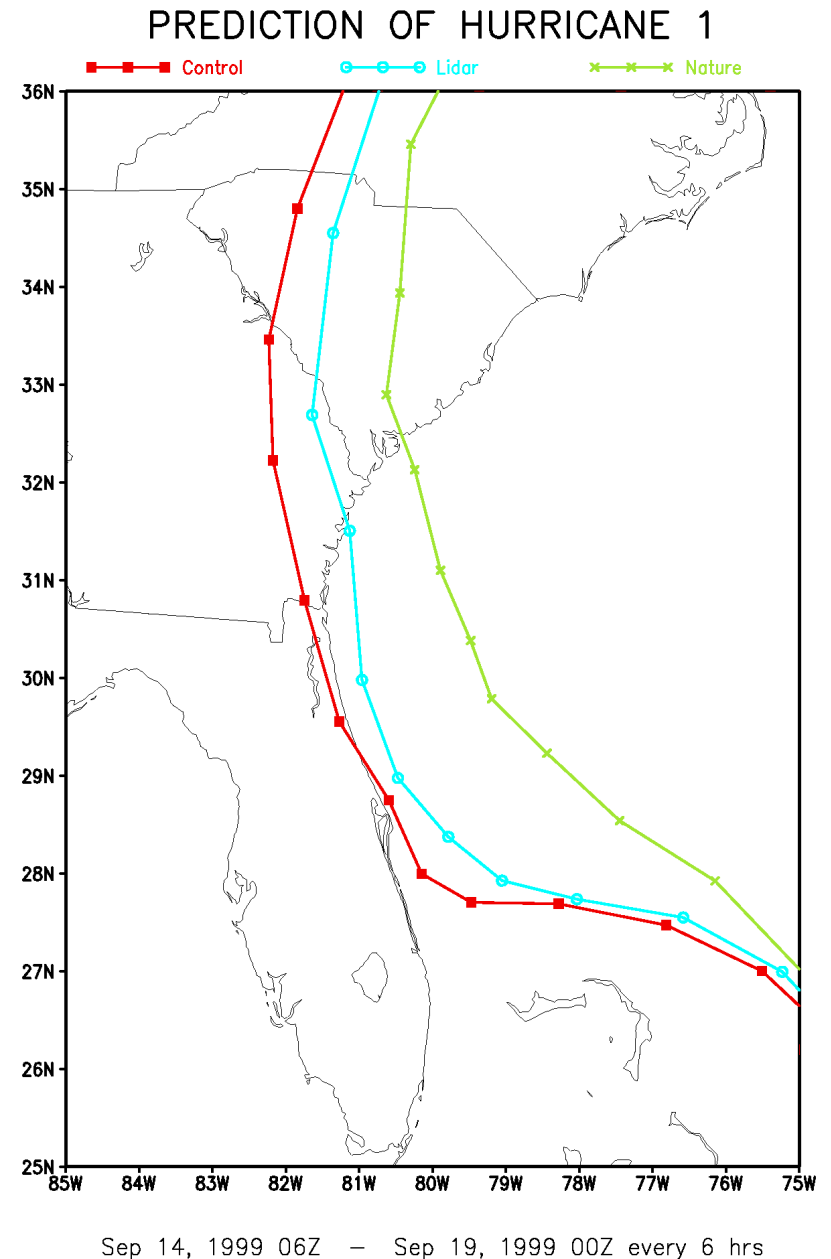 PREDICTION OF HURRICANE 1
Control Lidar Nature
36N
35N
34N
33N
32N
31N
30N
29N
28N
27N
26N
25N
85W 84W 83W 82W 81W 80W 79W 78W 77W 76W 75W
Sep 14, 1999 06Z – Sep 19, 1999 00Z every 6 hrs